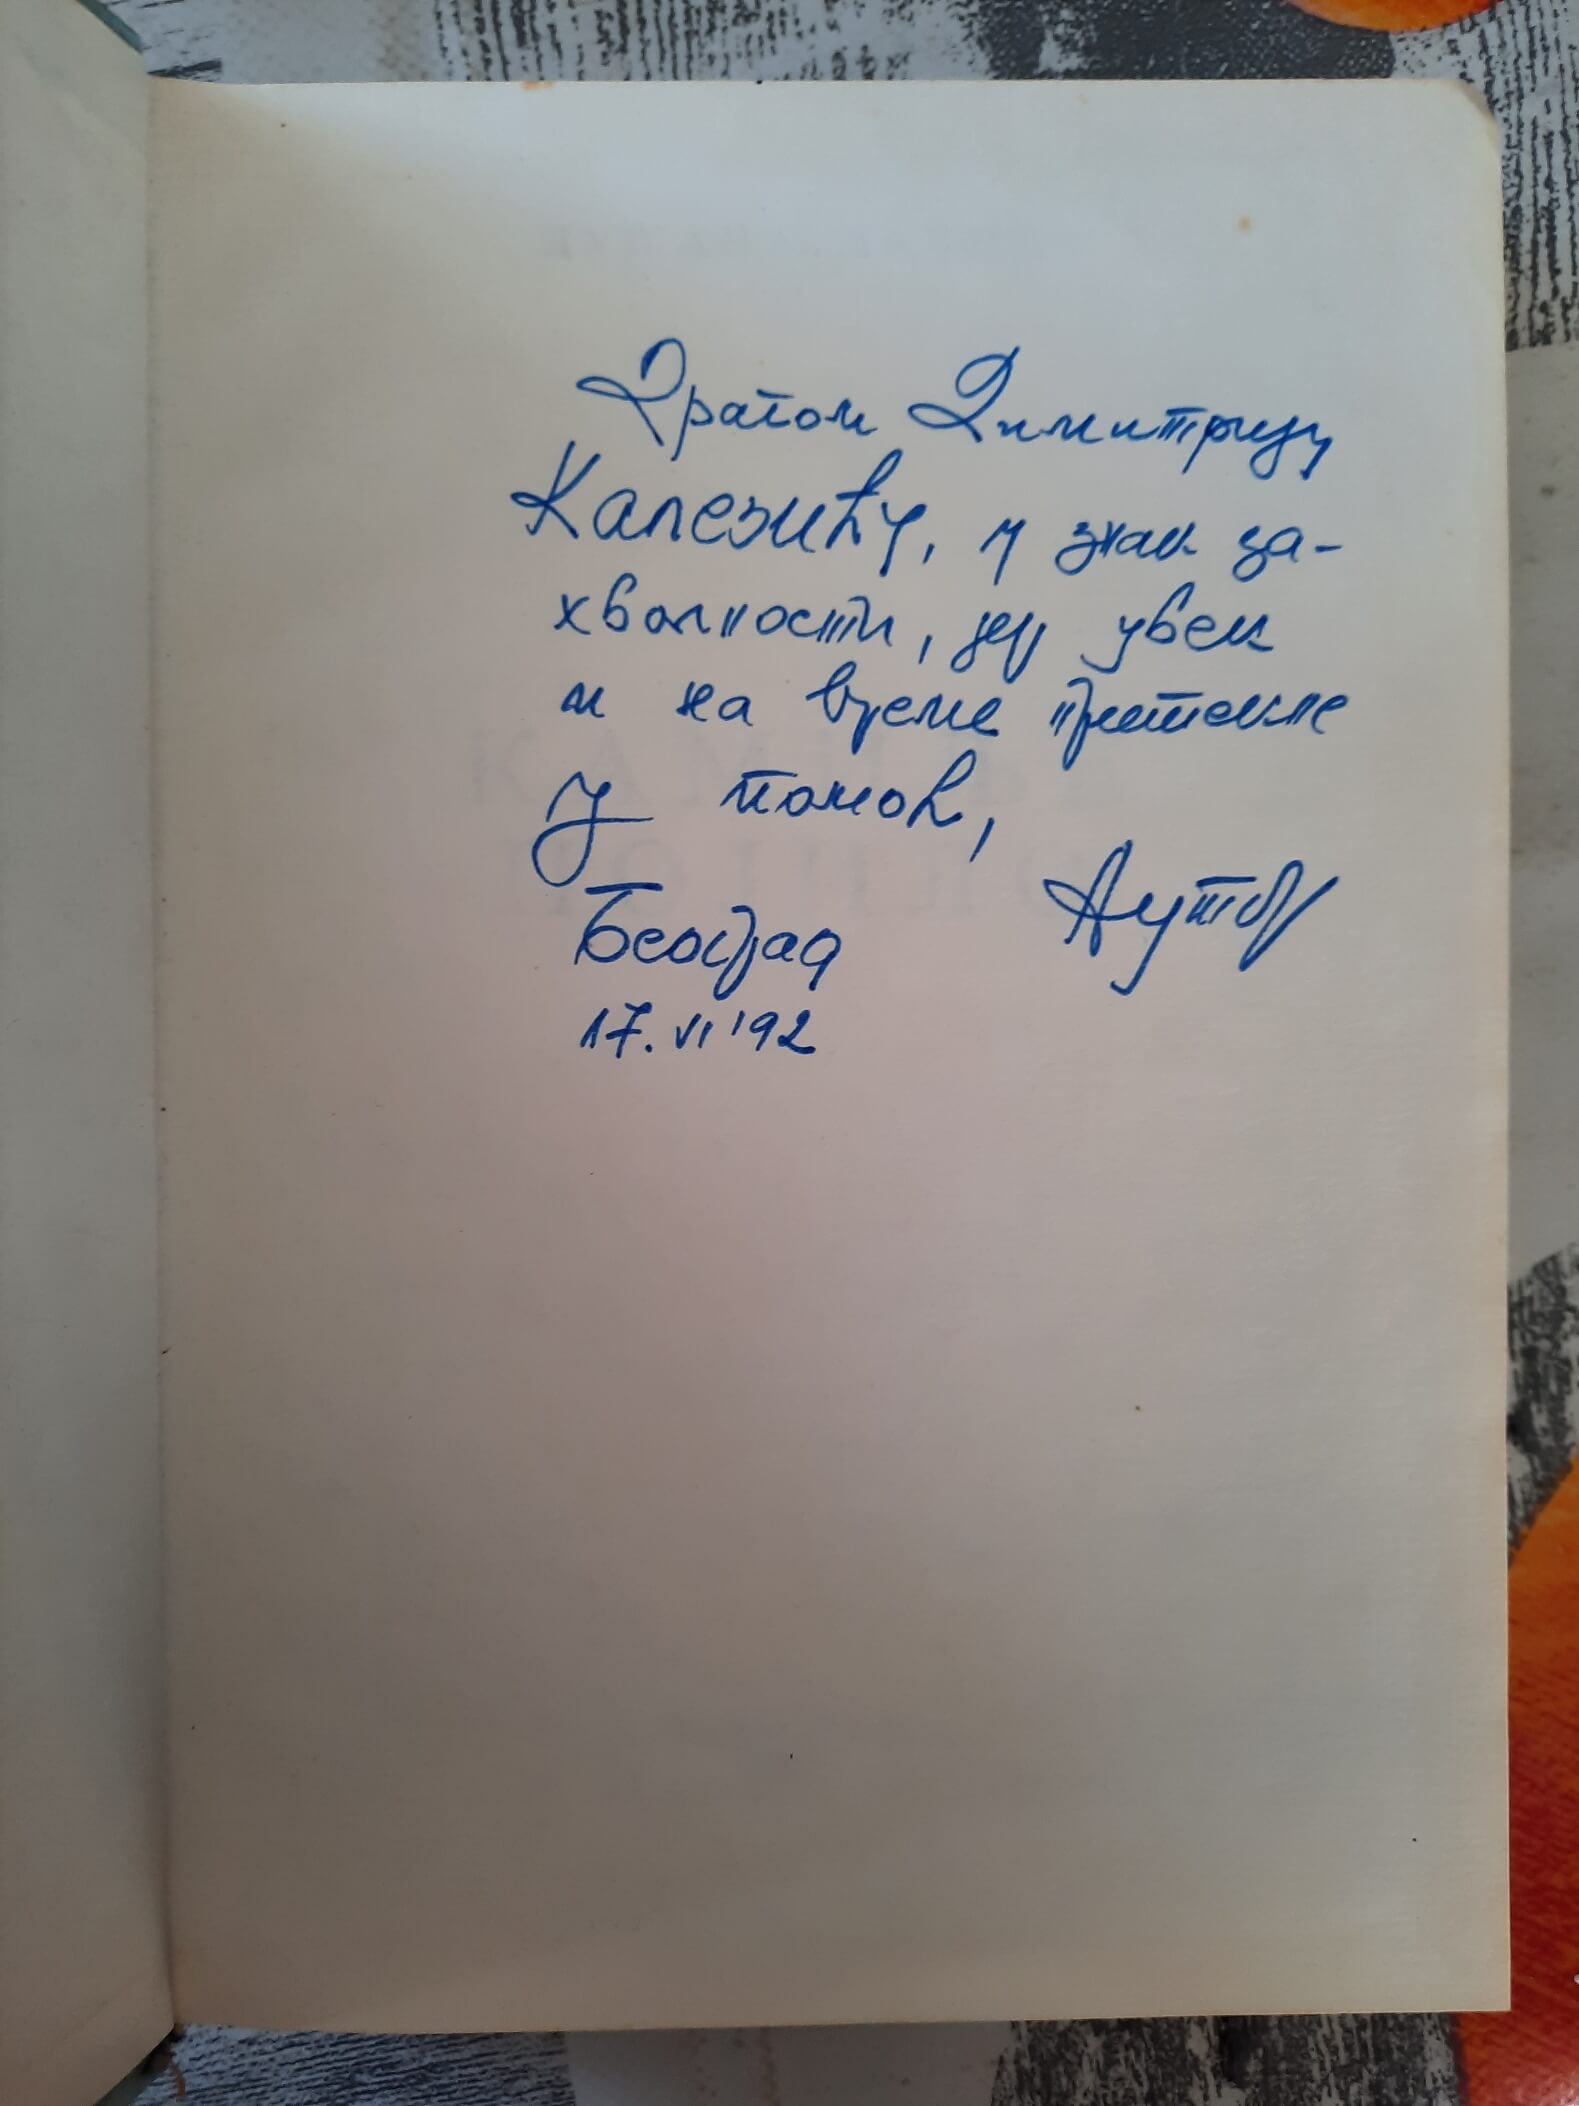 Драгом Димитрију
Калезићу, у знак за-
хвалности, јер увек
и на време притекне
у помоћ,
Аутор
Београд
17. VI '92